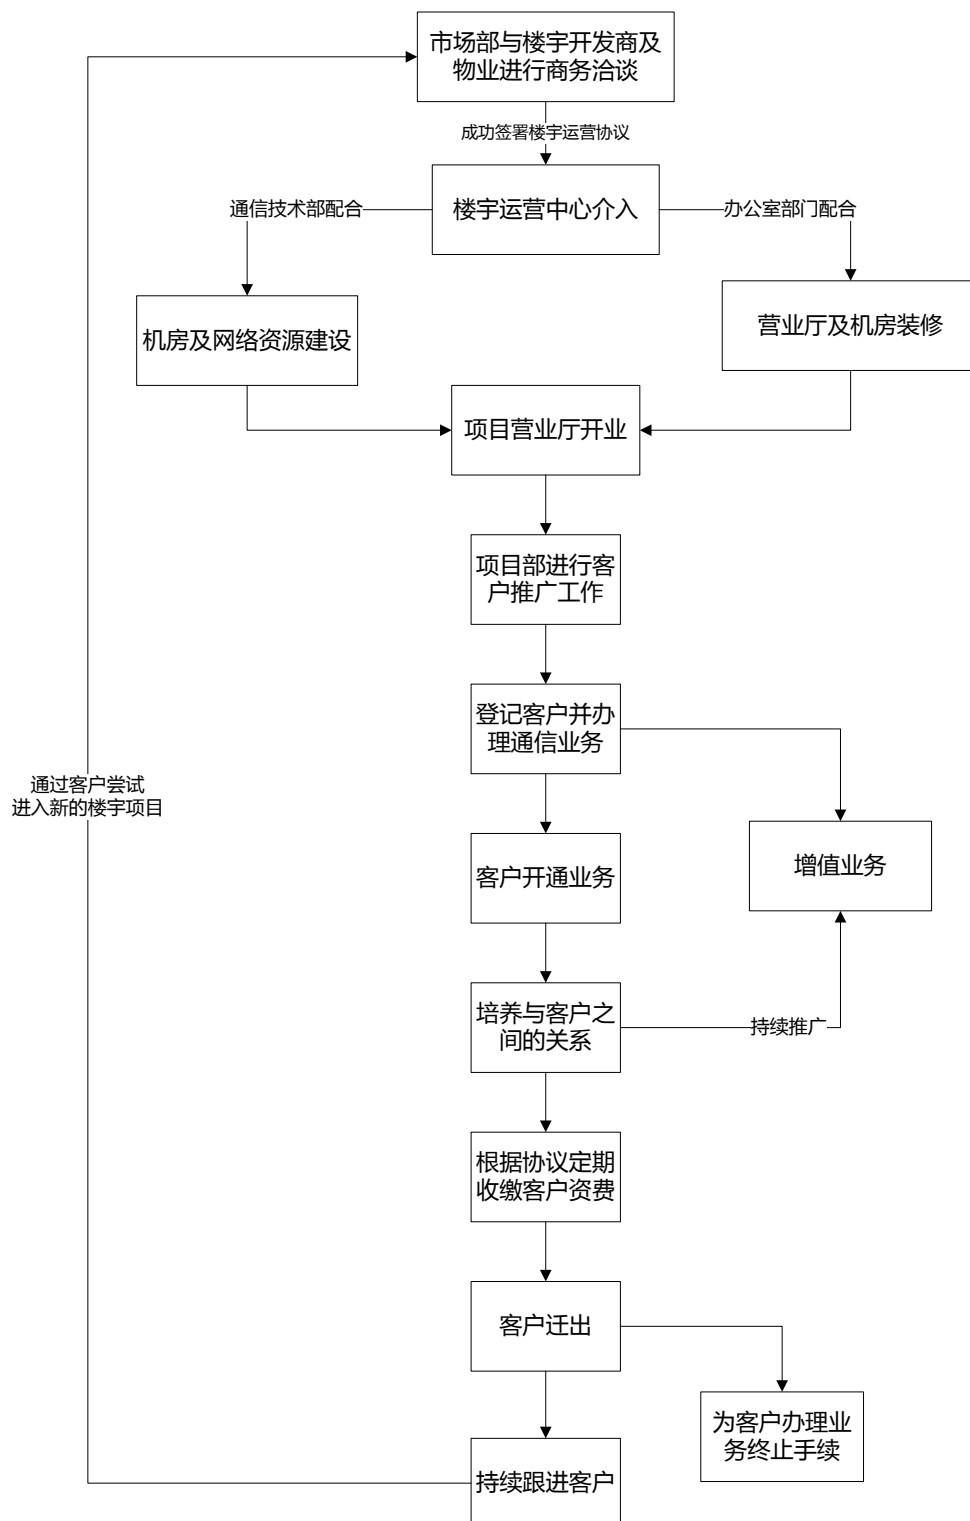 市场部与楼宇开发商及
物业进行商务洽谈
成功签署楼宇运营协议
楼宇运营中心介入
通信技术部配合
办公室部门配合
机房及网络资源建设
营业厅及机房装修
项目营业厅开业
项目部进行客
户推广工作
登记客户并办
理通信业务
通过客户尝试
进入新的楼宇项目
客户开通业务
增值业务
培养与客户之
间的关系
持续推广
根据协议定期
收缴客户资费
客户迁出
为客户办理业
务终止手续
持续跟进客户